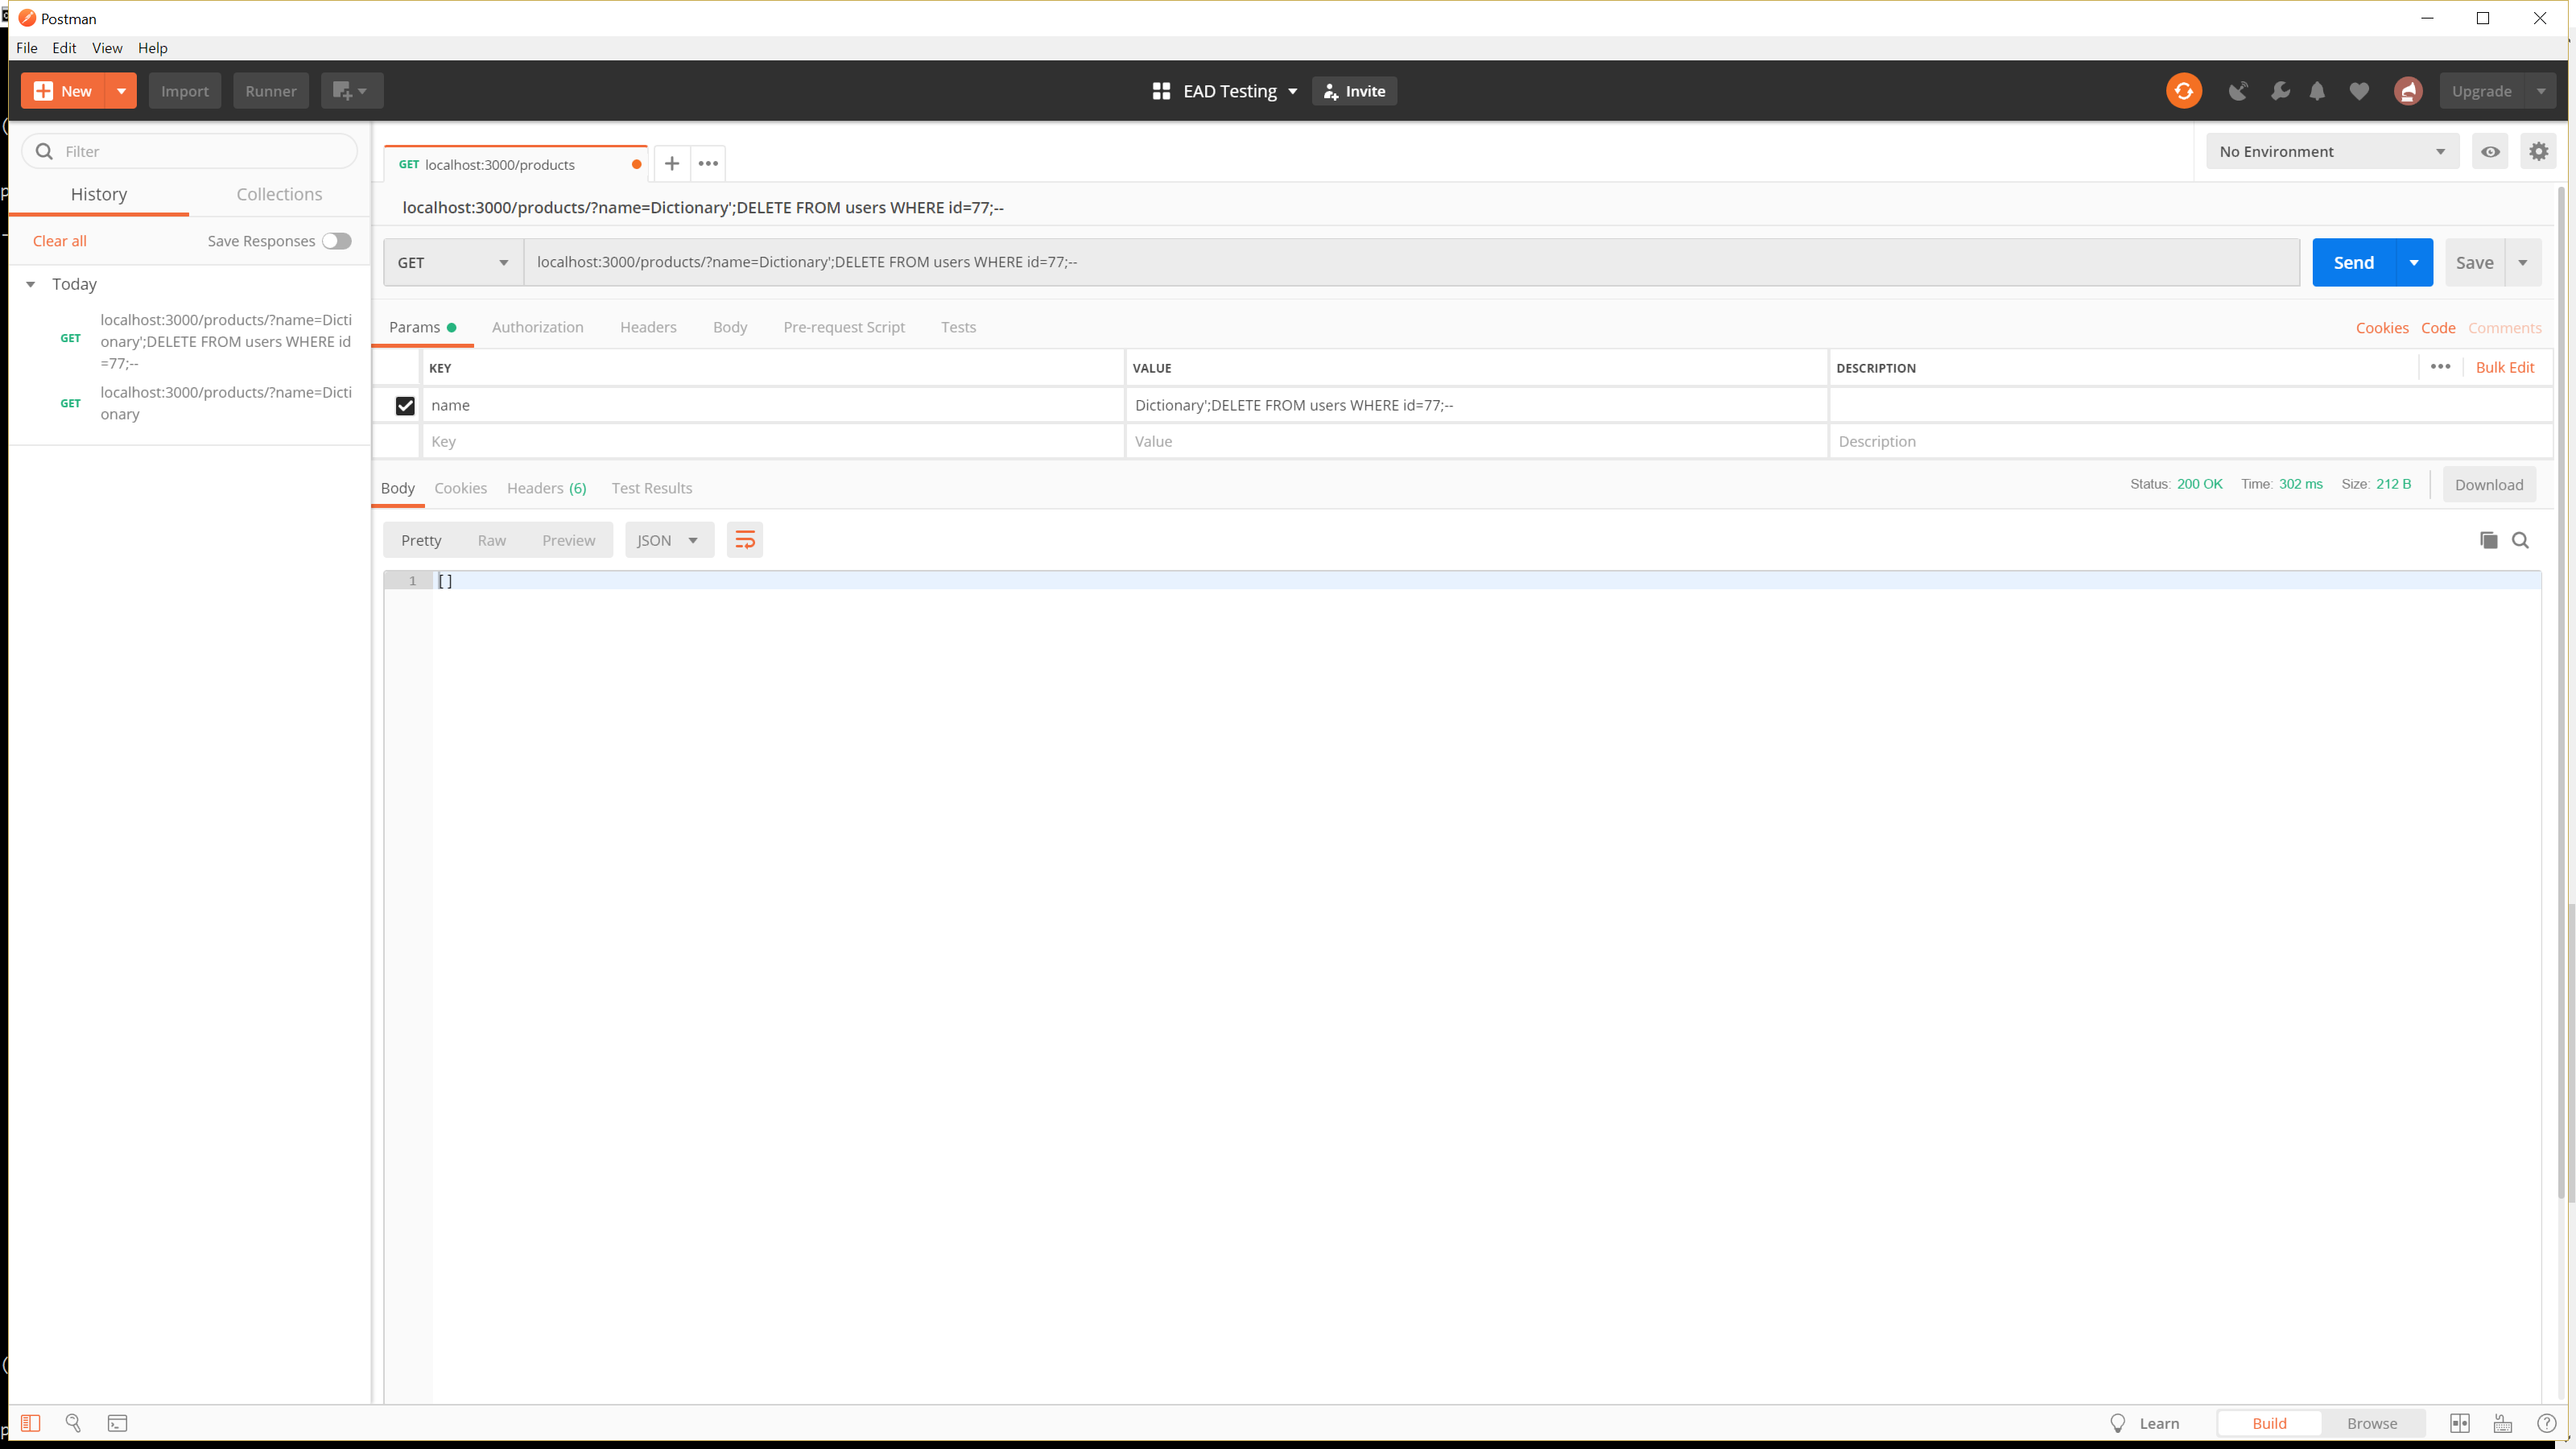 Postman
File Edit View Help
New Import Runner EAD Testing Invite Upgrade
Filter
History Collections
Clear all Save Responses
Today
GET localhost:3000/products/?name=Dicti
onary';DELETE FROM users WHERE id
=77;--
GET localhost:3000/products/?name=Dicti
onary
GET localhost:3000/products
No Environment
localhost:3000/products/?name=Dictionary';DELETE FROM users WHERE id=77;--
GET localhost:3000/products/?name=Dictionary';DELETE FROM users WHERE id=77;-- Send Save
Params Authorization Headers Body Pre-request Script Tests Cookies Code Comments
KEY VALUE DESCRIPTION Bulk Edit
name Dictionary';DELETE FROM users WHERE id=77;--
Key Value Description
Body Cookies Headers (6) Test Results Status: 200 OK Time: 302 ms Size: 212 B Download
Pretty Raw Preview JSON
1 []
Learn Build Browse